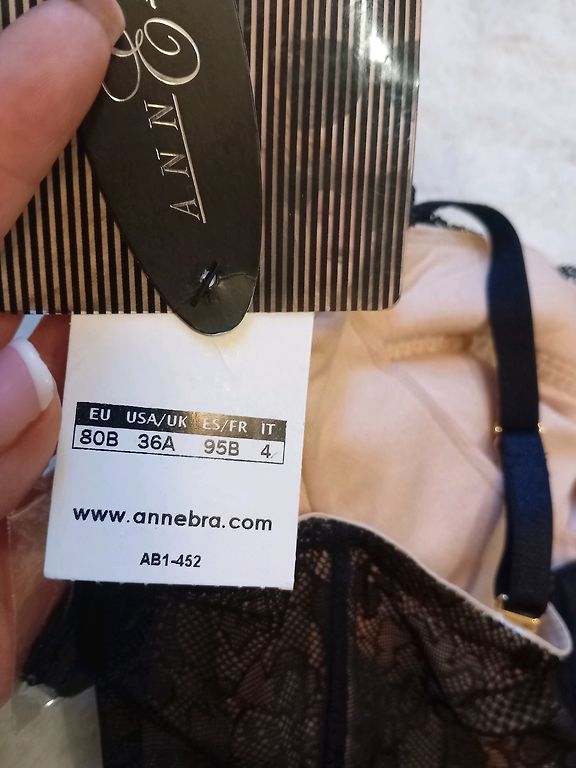 ANN
EU USA/UK ES/FR IT
80B 36A 95B 4
www.annebra.com
AB1-452